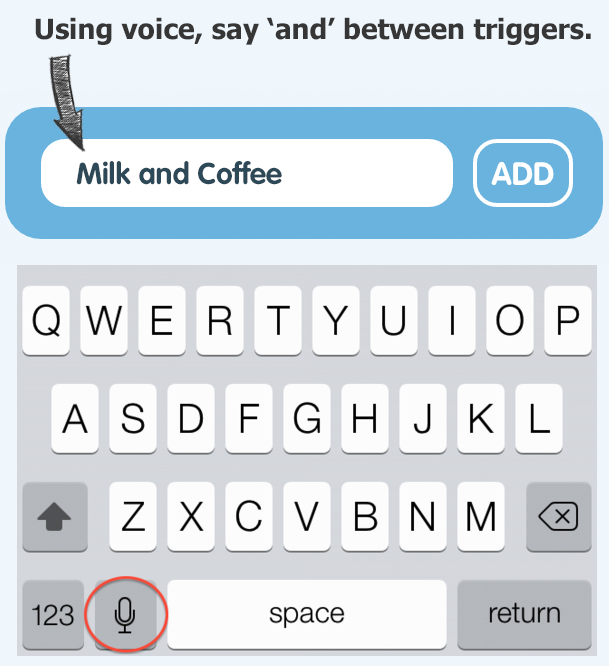 Using voice, say ‘and’ between triggers.
Milk and Coffee ADD
Q W E R T Y U I O P
A S D F G H J K L
Z X C V B N M
123 space return